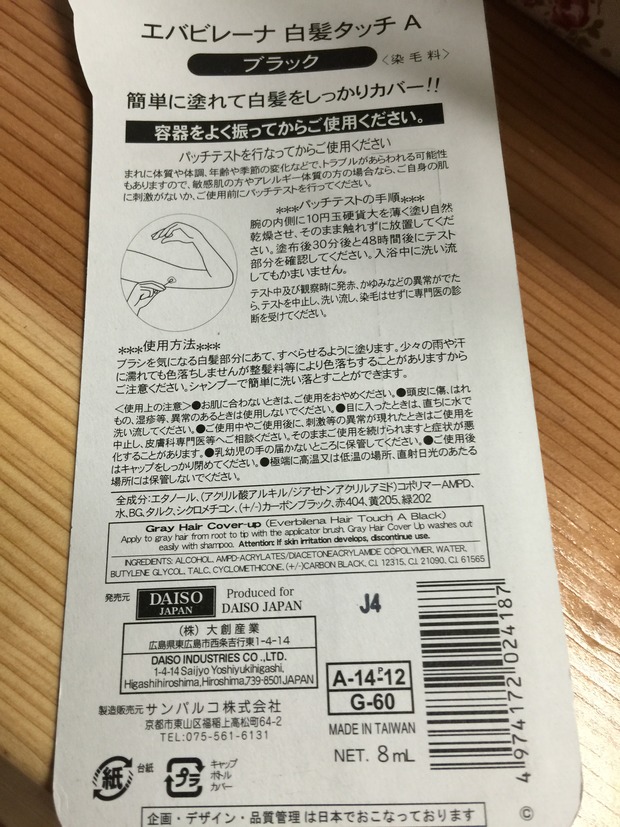 エバビレーナ 白髪タッチ A
ブラック 〈染毛料〉
簡単に塗れて白髪をしっかりカバー!!
容器をよく振ってからご使用ください。
パッチテストを行なってからご使用ください
まれに体質や体調、年齢や季節の変化などで、トラブルがあらわれる可能性
もありますので、敏感肌の方やアレルギー体質の方の場合なら、ご自身の肌
に刺激がないか、ご使用前にパッチテストを行ってください。
***パッチテストの手順***
腕の内側に10円玉硬貨大を薄く塗り自然
乾燥させ、そのまま触れずに放置してくだ
さい。塗布後30分後と48時間後にテスト
部分を確認してください。入浴中に洗い流
してもかまいません。
テスト中及び観察時に発赤、かゆみなどの異常がでた
ら、テストを中止し、洗い流し、染毛はせずに専門医の診
断を受けてください。
***使用方法***
ブラシを気になる白髪部分にあて、すべらせるように塗ります。少々の雨や汗
に濡れても色落ちしませんが整髪料等により色落ちすることがありますから
ご注意ください。シャンプーで簡単に洗い落とすことができます。
〈使用上の注意〉●お肌に合わないときは、ご使用をおやめください。●頭皮に傷、はれ
もの、湿疹等、異常のあるときは使用しないでください。●目に入ったときは、直ちに水で
洗い流してください。●ご使用中やご使用後に、刺激等の異常が現れたときはご使用を
中止し、皮膚科専門医等へご相談ください。そのままご使用を続けられますと症状が悪
化することがあります。●乳幼児の手の届かないところに保管してください。●ご使用後
はキャップをしっかり閉めてください。●極端に高温又は低温の場所、直射日光のあたる
場所には保管しないでください。
全成分:エタノール、(アクリル酸アルキル/ジアセトンアクリルアミド)コポリマーAMPD、
水、BG、タルク、シクロメチコン、(+/-)カーボンブラック、赤404、黄205、緑202
Gray Hair Cover-up (Everbilena Hair Touch A Black)
Apply to gray hair from root to tip with the applicator brush. Gray Hair Cover Up washes out
easily with shampoo. Attention: If skin irritation develops, discontinue use.
INGREDIENTS: ALCOHOL, AMPD-ACRYLATES/DIACETONEACRYLAMIDE COPOLYMER, WATER,
BUTYLENE GLYCOL, TALC, CYCLOMETHICONE, (+/-)CARBON BLACK, C.I. 12315, C.I. 21090, C.I. 61565
発売元 DAISO JAPAN
Produced for
DAISO JAPAN
J4
(株)大創産業
広島県東広島市西条吉行東1-4-14
DAISO INDUSTRIES CO.,LTD.
1-4-14 Saijyo Yoshiyukihigashi,
Higashihiroshima,Hiroshima,739-8501JAPAN
製造販売元 サンパルコ株式会社
京都市東山区福稲上高松町64-2
TEL:075-561-6131
A-14-P-12
G-60
MADE IN TAIWAN
NET. 8mL
4 974172 024187
紙 台紙
プラ キャップ
ボトル
カバー
企画・デザイン・品質管理は日本でおこなっております
©